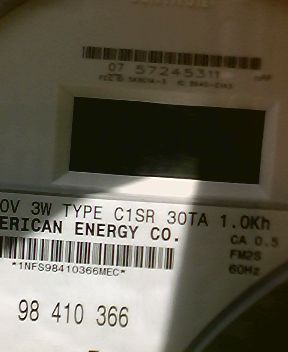 07 57245311
0V 3W TYPE C1SR 30TA 1.0Kh
ERICAN ENERGY CO.
CA 0.5
*1NFS98410366MEC*
FM2S
60Hz
98 410 366